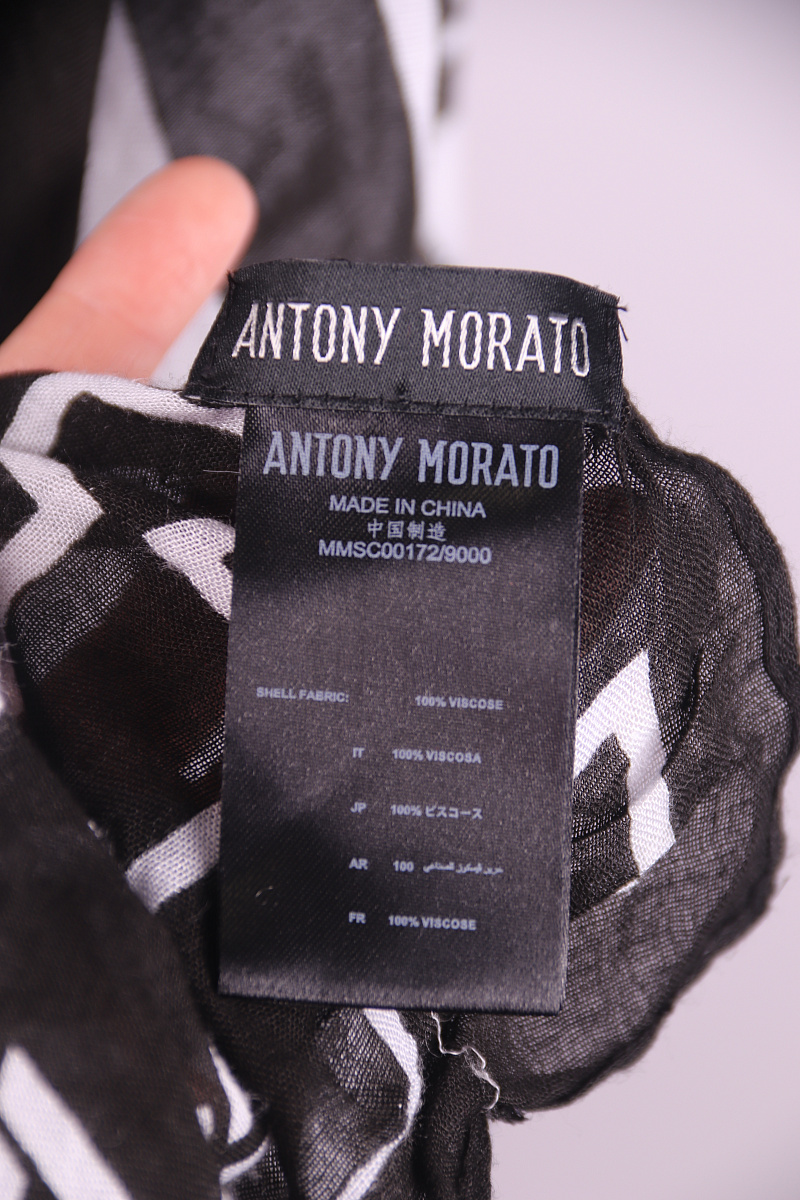 ANTONY MORATO
ANTONY MORATO
MADE IN CHINA
中国制造
MMSC00172/9000
SHELL FABRIC: 100% VISCOSE
IT 100% VISCOSA
JP 100% ビスコース
AR 100
FR 100% VISCOSE